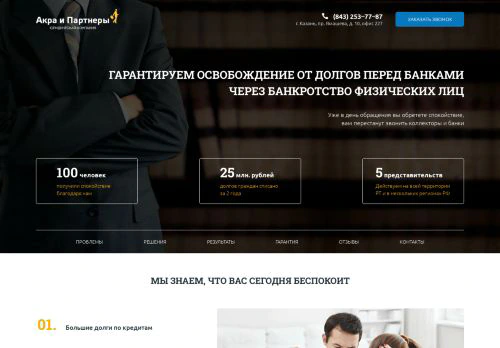 Акра и Партнеры
ЮРИДИЧЕСКАЯ КОМПАНИЯ
(843) 253–77–87
г. Казань, пр. Ямашева, д. 10, офис 227
ЗАКАЗАТЬ ЗВОНОК
ГАРАНТИРУЕМ ОСВОБОЖДЕНИЕ ОТ ДОЛГОВ ПЕРЕД БАНКАМИ
ЧЕРЕЗ БАНКРОТСТВО ФИЗИЧЕСКИХ ЛИЦ
Уже в день обращения вы обретете спокойствие,
вам перестанут звонить коллекторы и банки
100 человек
получили спокойствие
благодаря нам
25 млн. рублей
долгов граждан списано
за 2 года
5 представительств
Действуем на всей территории
РТ и в нескольких регионах РФ
ПРОБЛЕМЫ
РЕШЕНИЯ
РЕЗУЛЬТАТЫ
ГАРАНТИЯ
ОТЗЫВЫ
КОНТАКТЫ
МЫ ЗНАЕМ, ЧТО ВАС СЕГОДНЯ БЕСПОКОИТ
01. Большие долги по кредитам